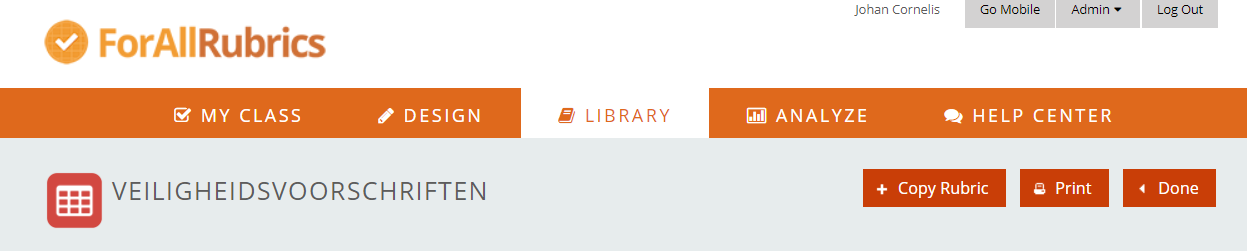 Johan Cornelis Go Mobile Admin Log Out
ForAllRubrics
MY CLASS DESIGN LIBRARY ANALYZE HELP CENTER
VEILIGHEIDSVOORSCHRIFTEN Copy Rubric Print Done